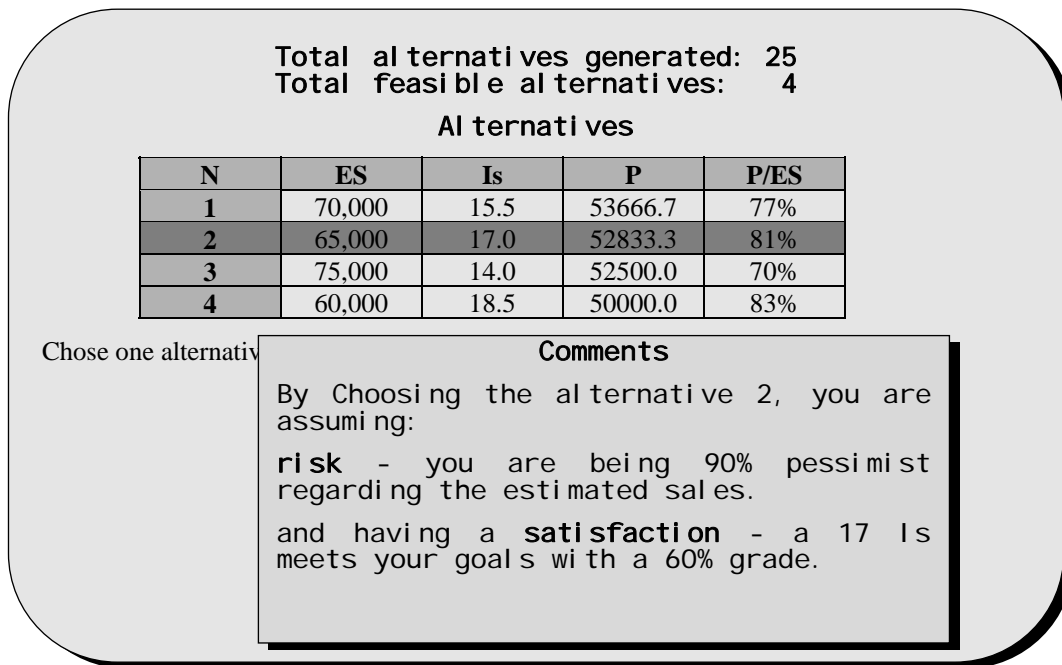 Total alternatives generated: 25
Total feasible alternatives: 4
Alternatives
N ES Is P P/ES
1 70,000 15.5 53666.7 77%
2 65,000 17.0 52833.3 81%
3 75,000 14.0 52500.0 70%
4 60,000 18.5 50000.0 83%
Chose one alternativ
Comments
By Choosing the alternative 2, you are
assuming:
risk - you are being 90% pessimist
regarding the estimated sales.
and having a satisfaction - a 17 Is
meets your goals with a 60% grade.